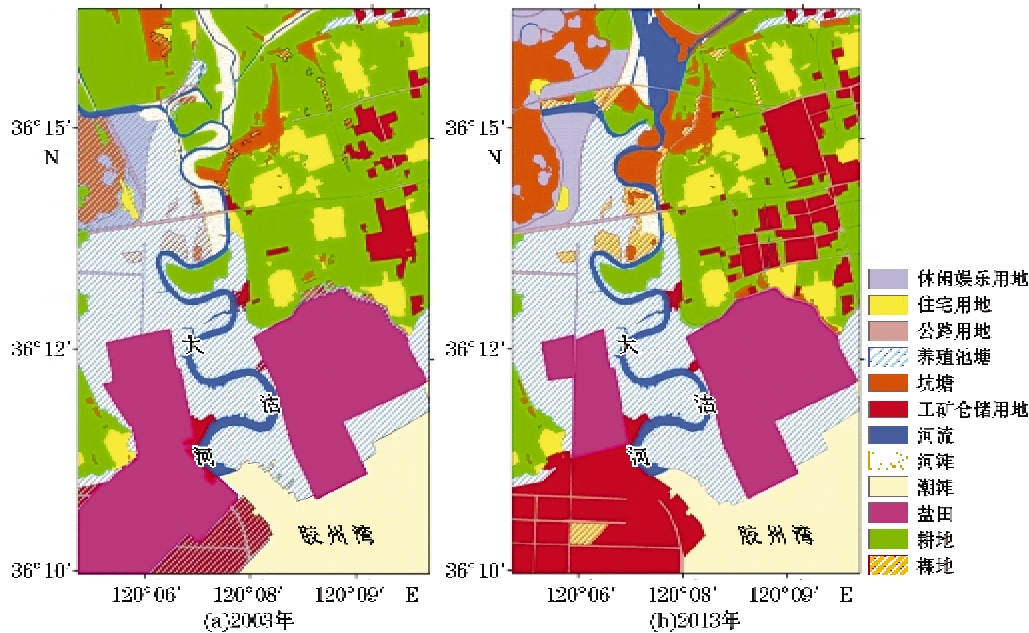 36° 15'
N
36° 12'
36° 10'
大
沽
河
胶州湾
120° 06' 120° 08' 120° 09' E
(a)2003年
36° 15'
N
36° 12'
36° 10'
大
沽
河
胶州湾
120° 06' 120° 08' 120° 09' E
(b)2013年
休闲娱乐用地
住宅用地
公路用地
养殖池塘
坑塘
工矿仓储用地
河流
河滩
潮滩
盐田
耕地
裸地